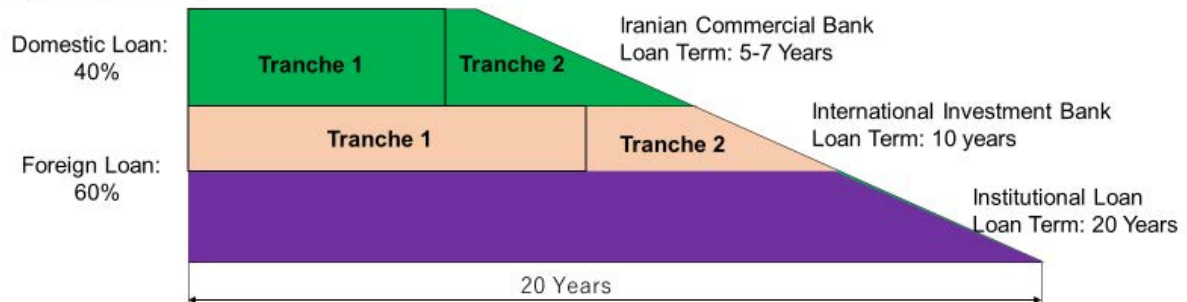 Domestic Loan:
40%
Tranche 1
Tranche 2
Iranian Commercial Bank
Loan Term: 5-7 Years
Foreign Loan:
60%
Tranche 1
Tranche 2
International Investment Bank
Loan Term: 10 years
Institutional Loan
Loan Term: 20 Years
20 Years